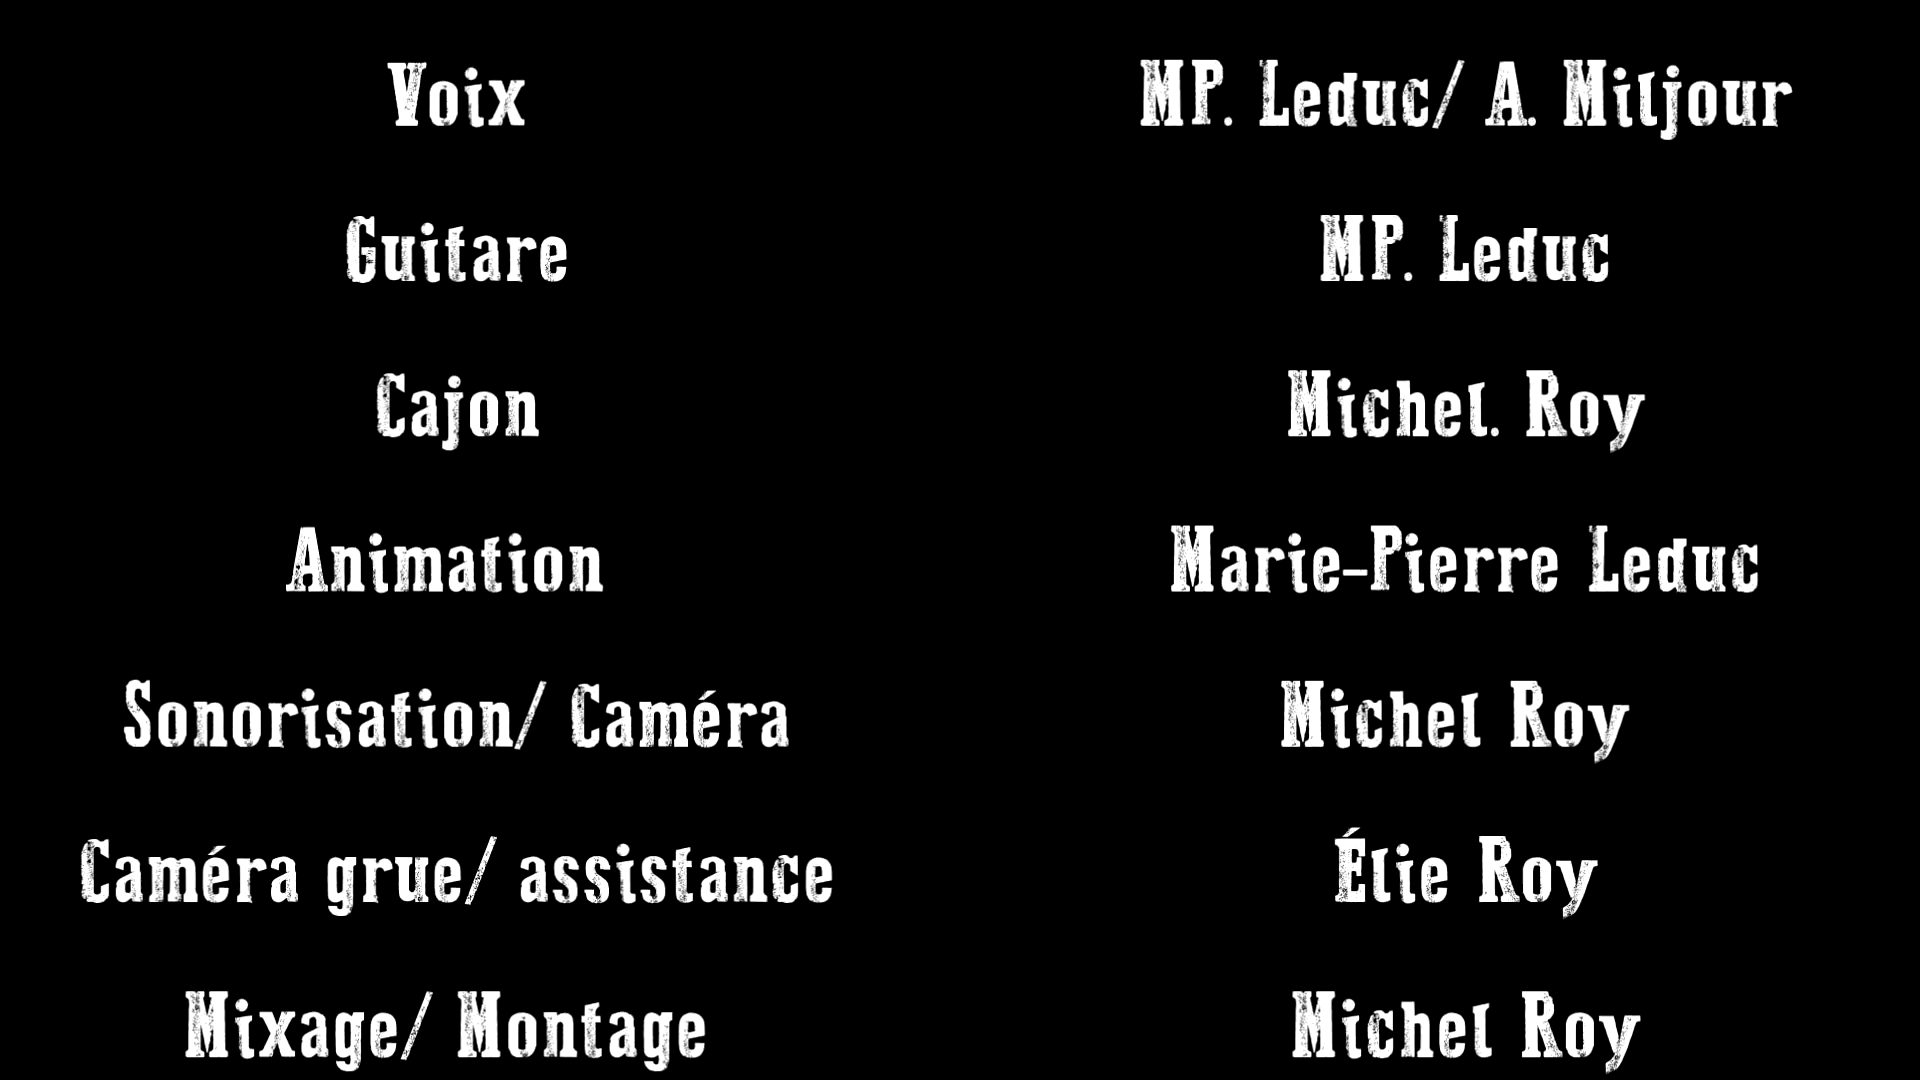 Voix MP. Leduc/ A. Miljour
Guitare MP. Leduc
Cajon Michel. Roy
Animation Marie-Pierre Leduc
Sonorisation/ Caméra Michel Roy
Caméra grue/ assistance Élie Roy
Mixage/ Montage Michel Roy